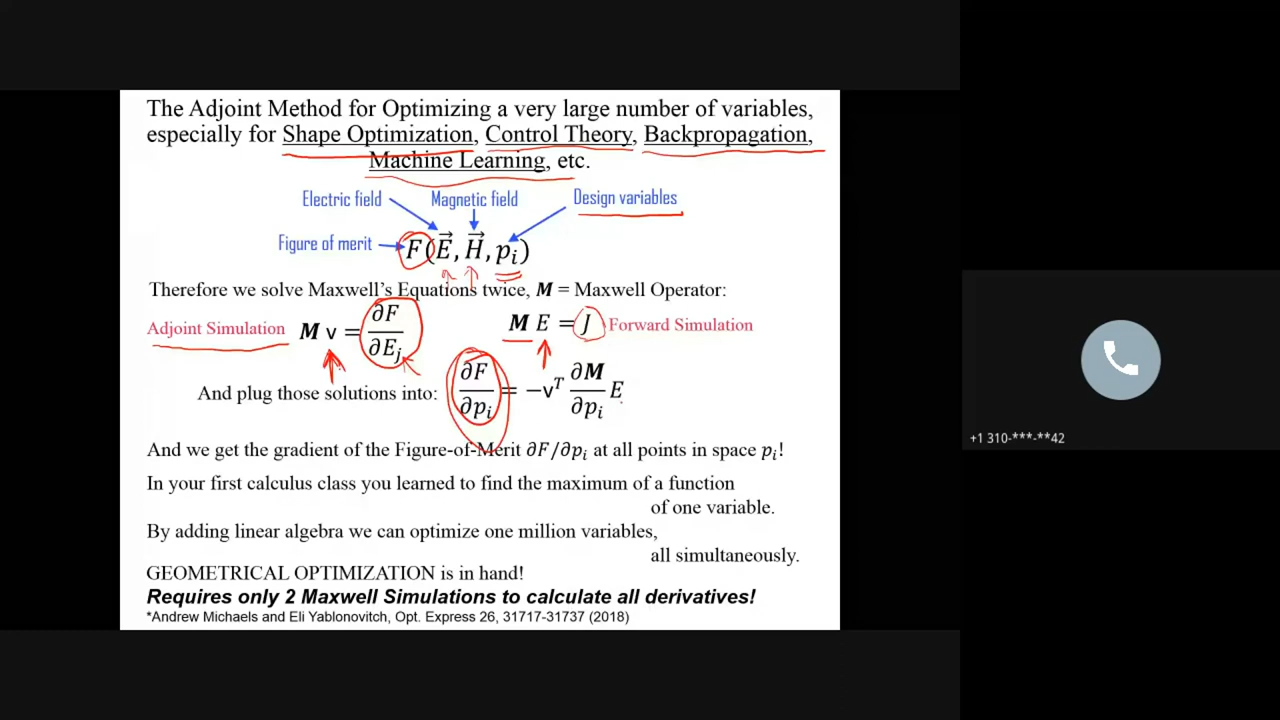 The Adjoint Method for Optimizing a very large number of variables,
especially for Shape Optimization, Control Theory, Backpropagation,
Machine Learning, etc.
Electric field Magnetic field Design variables
Figure of merit F(E⃗, H⃗, pᵢ)
Therefore we solve Maxwell's Equations twice, M = Maxwell Operator:
Adjoint Simulation M v = ∂F/∂Eⱼ M E = J Forward Simulation
And plug those solutions into: ∂F/∂pᵢ = −vᵀ ∂M/∂pᵢ E
And we get the gradient of the Figure-of-Merit ∂F/∂pᵢ at all points in space pᵢ!
In your first calculus class you learned to find the maximum of a function
of one variable.
By adding linear algebra we can optimize one million variables,
all simultaneously.
GEOMETRICAL OPTIMIZATION is in hand!
Requires only 2 Maxwell Simulations to calculate all derivatives!
*Andrew Michaels and Eli Yablonovitch, Opt. Express 26, 31717-31737 (2018)
+1 310-***-**42